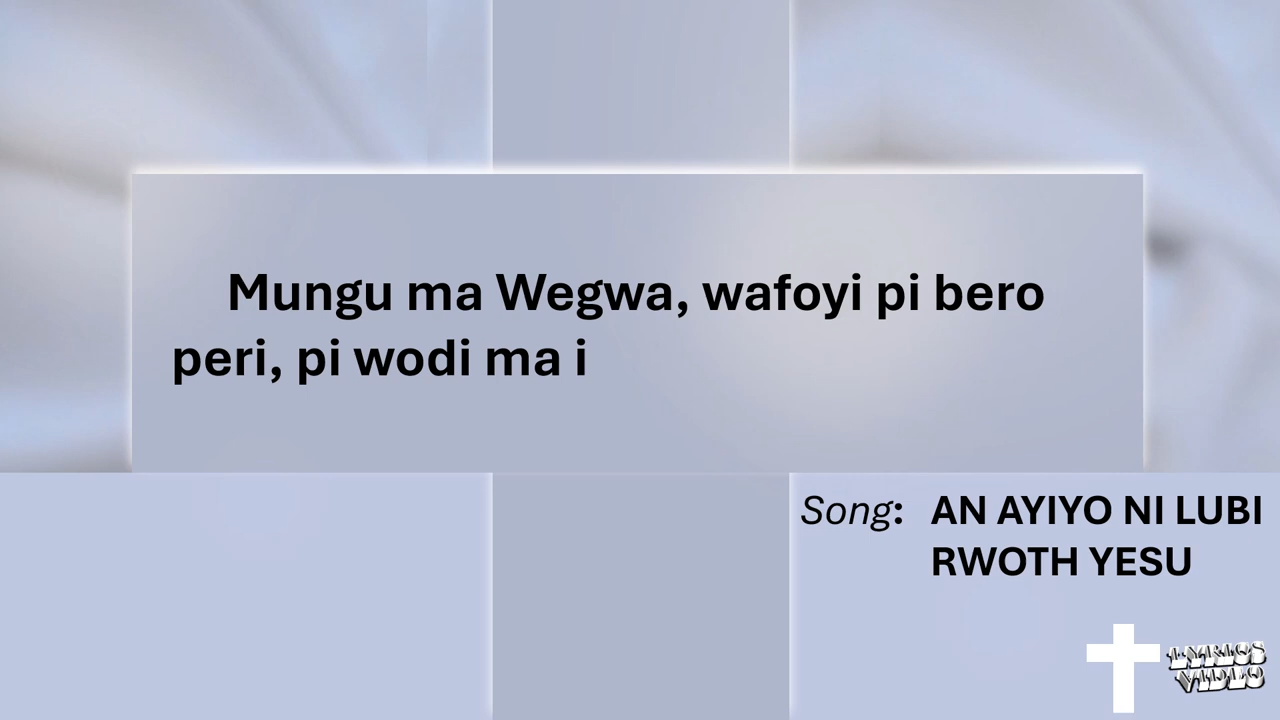 Mungu ma Wegwa, wafoyi pi bero
peri, pi wodi ma i
Song: AN AYIYO NI LUBI
RWOTH YESU
LYRICS
VIDEO